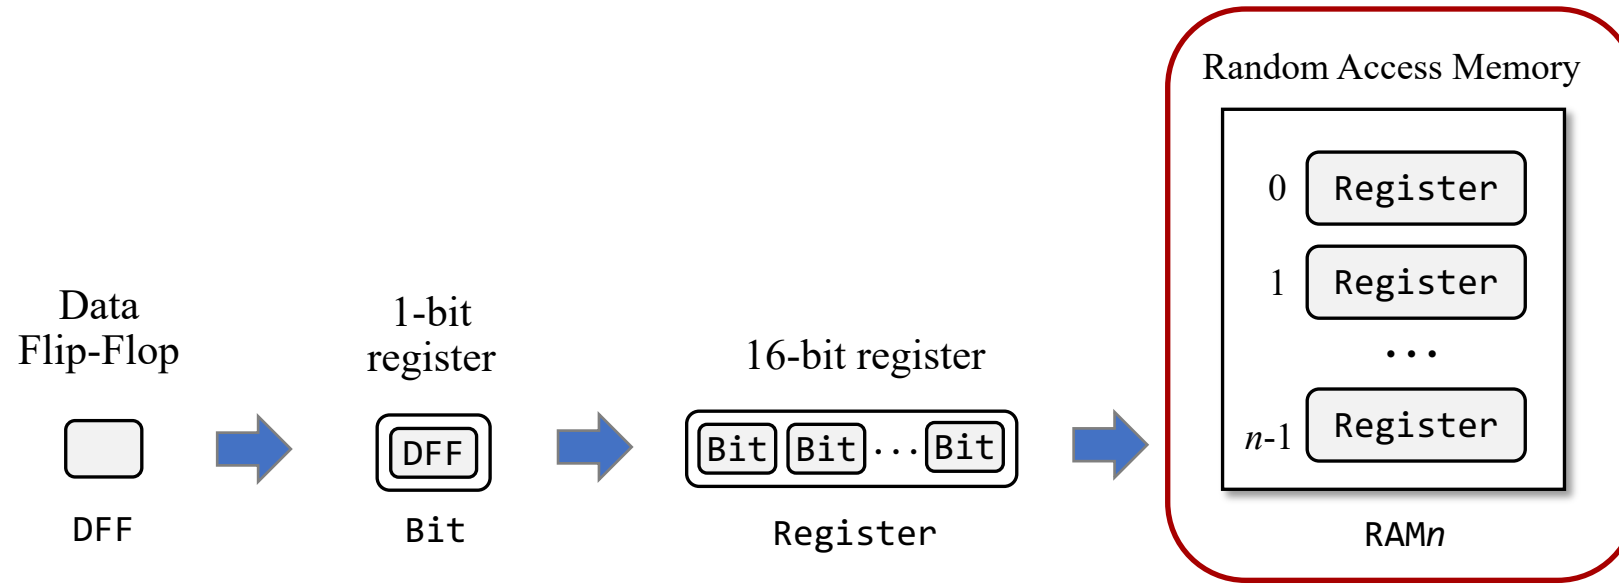 Data
Flip-Flop
DFF
1-bit
register
DFF
Bit
16-bit register
Bit Bit ··· Bit
Register
Random Access Memory
0 Register
1 Register
···
n-1 Register
RAMn